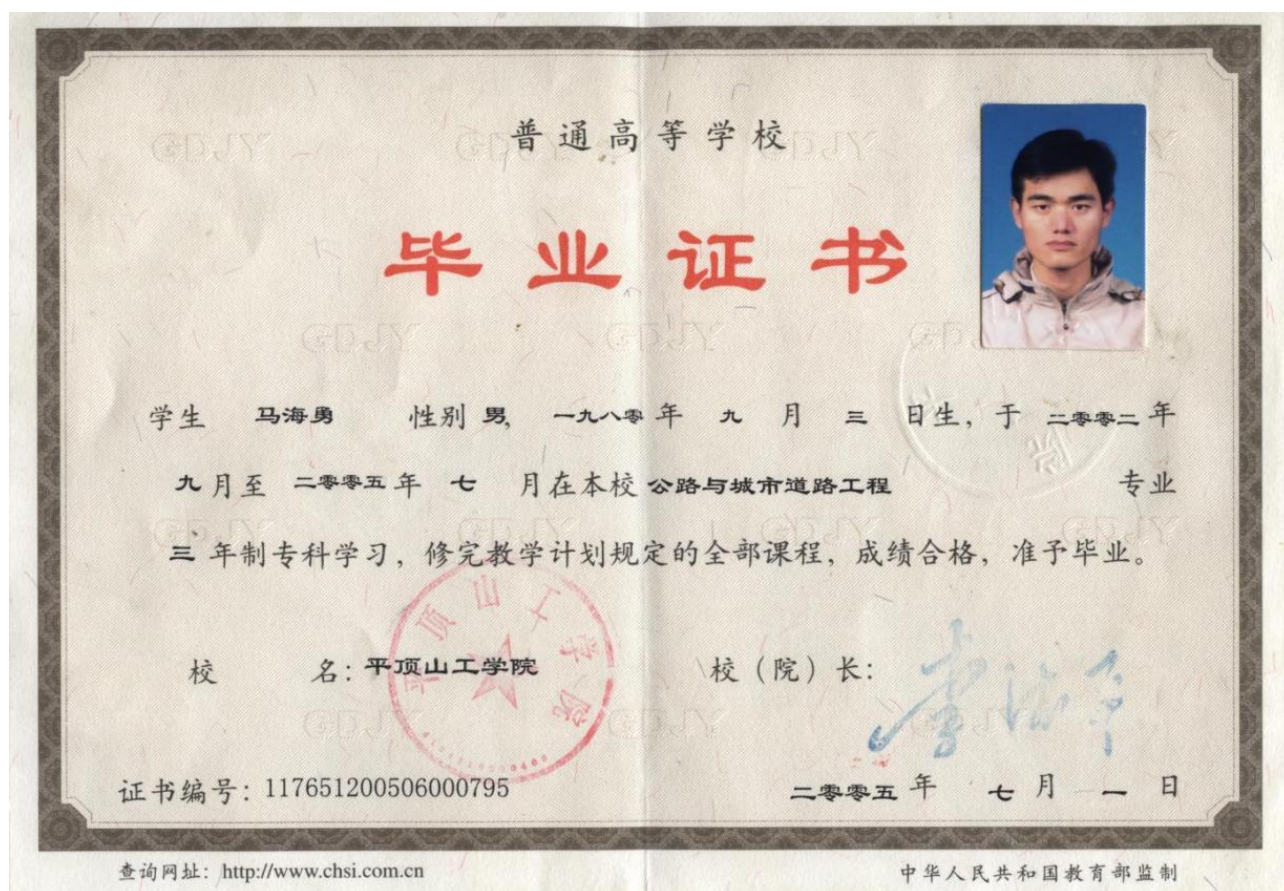 普通高等学校
毕业证书
学生 马海勇 性别 男, 一九八零 年 九 月 三 日生, 于 二零零二 年
九 月至 二零零五 年 七 月在本校 公路与城市道路工程 专业
三 年制专科学习, 修完教学计划规定的全部课程, 成绩合格, 准予毕业。
校 名: 平顶山工学院 校（院）长:
平顶山工学院
证书编号: 117651200506000795 二零零五 年 七 月 一 日
查询网址: http://www.chsi.com.cn 中华人民共和国教育部监制